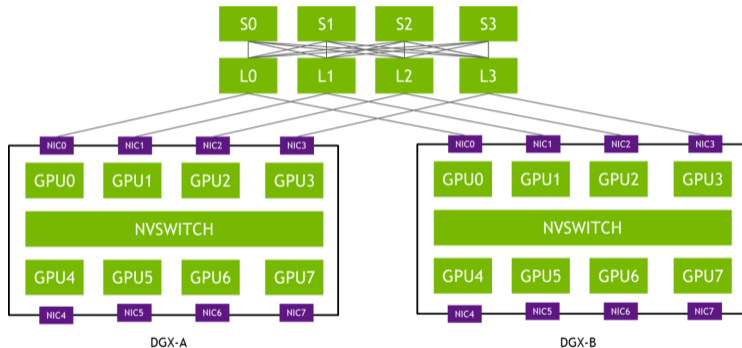 S0 S1 S2 S3
L0 L1 L2 L3
NIC0 NIC1 NIC2 NIC3 NIC0 NIC1 NIC2 NIC3
GPU0 GPU1 GPU2 GPU3 GPU0 GPU1 GPU2 GPU3
NVSWITCH NVSWITCH
GPU4 GPU5 GPU6 GPU7 GPU4 GPU5 GPU6 GPU7
NIC4 NIC5 NIC6 NIC7 NIC4 NIC5 NIC6 NIC7
DGX-A DGX-B